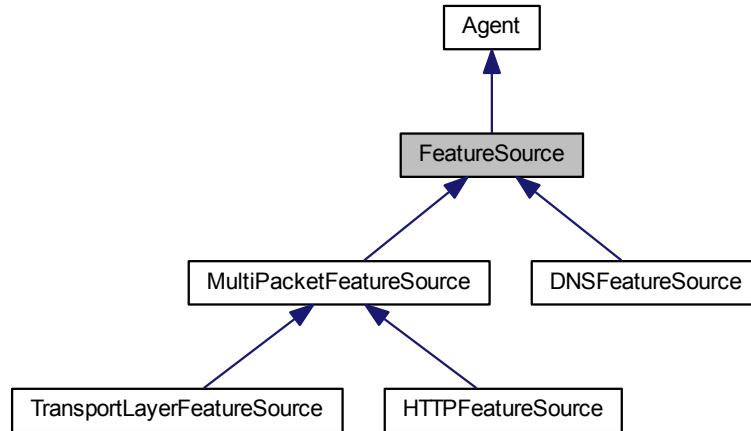 Agent
FeatureSource
MultiPacketFeatureSource
DNSFeatureSource
TransportLayerFeatureSource
HTTPFeatureSource